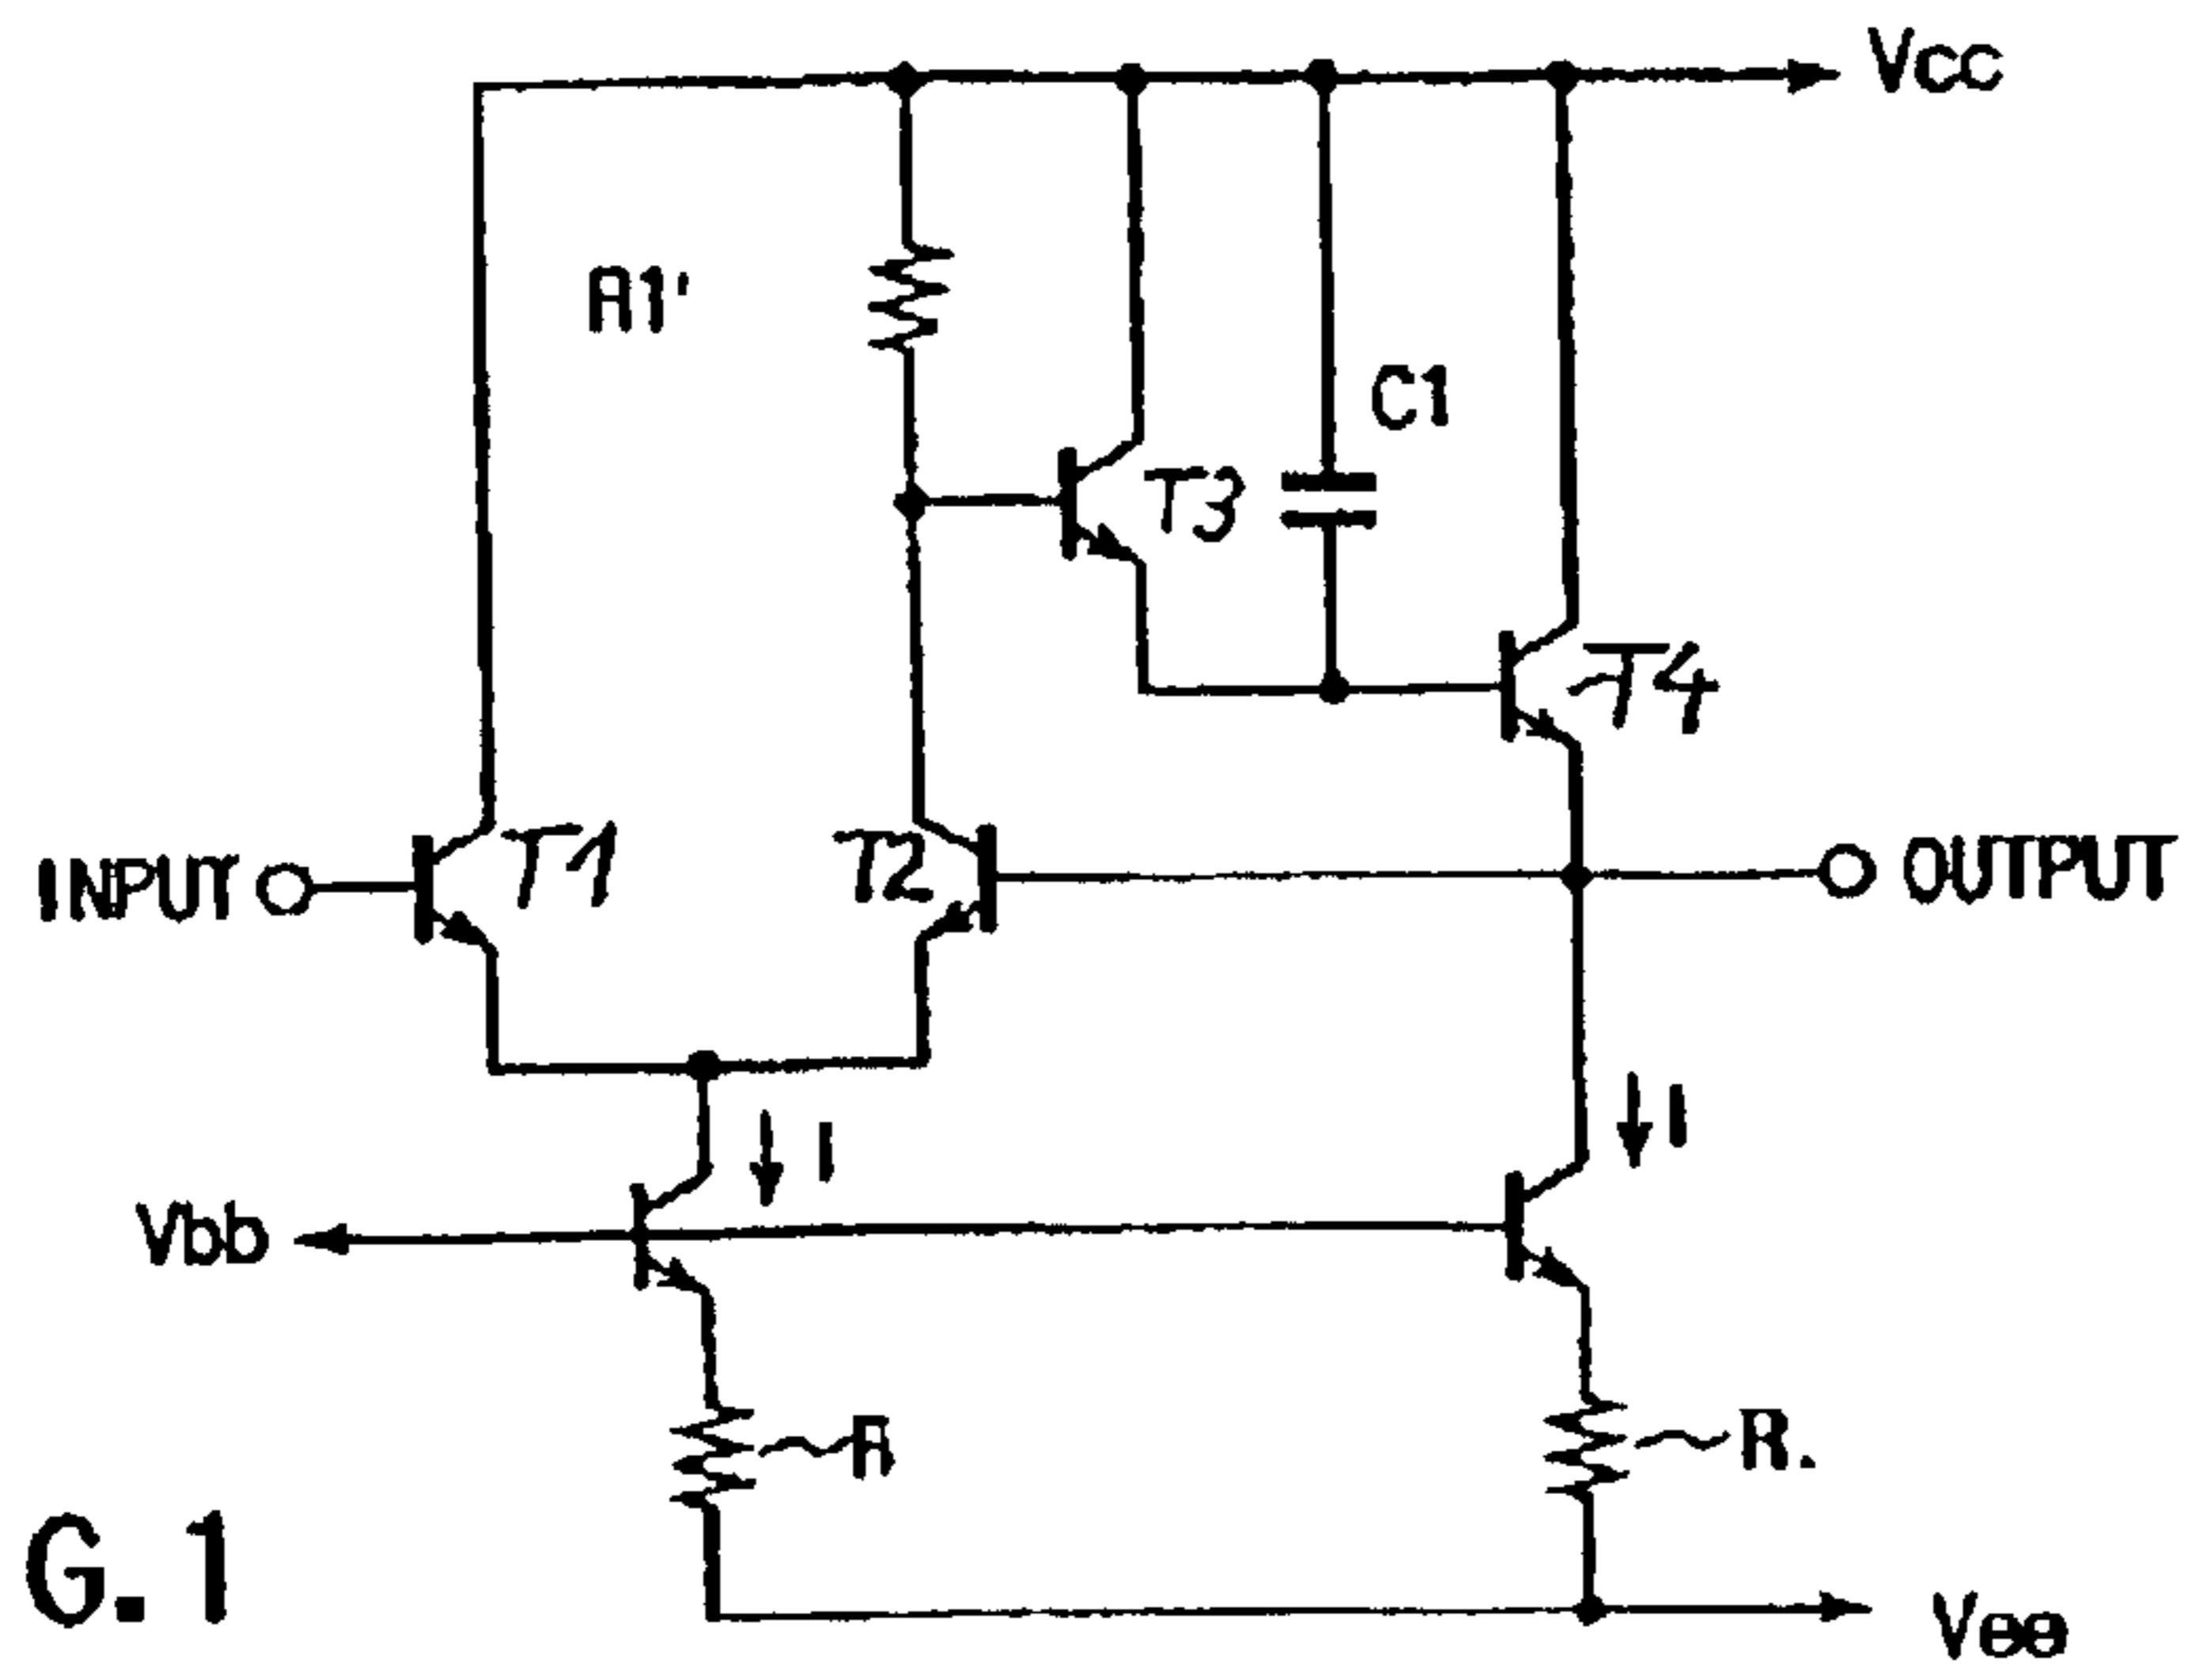 Vcc
R1'
C1
T3
T4
INPUT
T1
T2
OUTPUT
I
I
Vbb
R
R.
G.1
Vee